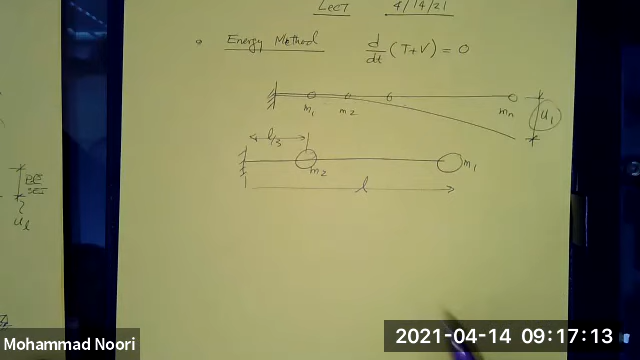 Lec7 4/14/21
• Energy Method d/dt (T+V) = 0
m1 m2 mn u1
l/3
m2 m1
l
u_l
Mohammad Noori
2021-04-14 09:17:13